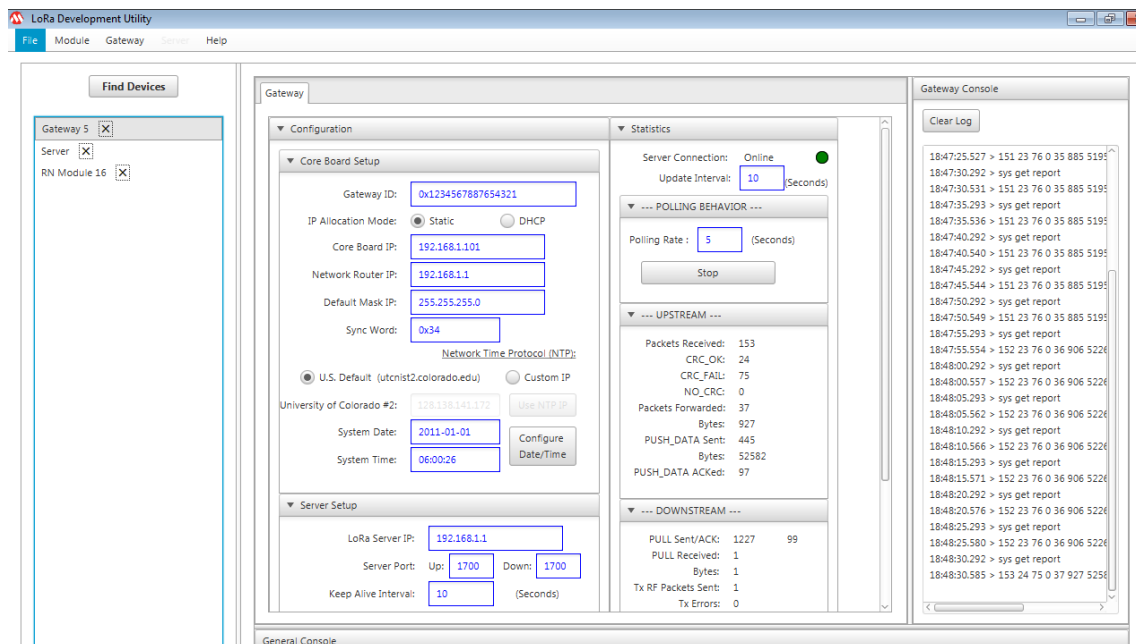 LoRa Development Utility
File Module Gateway Server Help
Find Devices
Gateway 5
Server
RN Module 16
Gateway
Configuration
Core Board Setup
Gateway ID: 0x1234567887654321
IP Allocation Mode: Static DHCP
Core Board IP: 192.168.1.101
Network Router IP: 192.168.1.1
Default Mask IP: 255.255.255.0
Sync Word: 0x34
Network Time Protocol (NTP):
U.S. Default (utcnist2.colorado.edu) Custom IP
University of Colorado #2: 128.138.141.172 Use NTP IP
System Date: 2011-01-01
System Time: 06:00:26
Configure
Date/Time
Server Setup
LoRa Server IP: 192.168.1.1
Server Port: Up: 1700 Down: 1700
Keep Alive Interval: 10 (Seconds)
Statistics
Server Connection: Online
Update Interval: 10 (Seconds)
--- POLLING BEHAVIOR ---
Polling Rate : 5 (Seconds)
Stop
--- UPSTREAM ---
Packets Received: 153
CRC_OK: 24
CRC_FAIL: 75
NO_CRC: 0
Packets Forwarded: 37
Bytes: 927
PUSH_DATA Sent: 445
Bytes: 52582
PUSH_DATA ACKed: 97
--- DOWNSTREAM ---
PULL Sent/ACK: 1227 99
PULL Received: 1
Bytes: 1
Tx RF Packets Sent: 1
Tx Errors: 0
Gateway Console
Clear Log
18:47:25.527 > 151 23 76 0 35 885 5195
18:47:30.292 > sys get report
18:47:30.531 > 151 23 76 0 35 885 5195
18:47:35.293 > sys get report
18:47:35.536 > 151 23 76 0 35 885 5195
18:47:40.292 > sys get report
18:47:40.540 > 151 23 76 0 35 885 5195
18:47:45.292 > sys get report
18:47:45.544 > 151 23 76 0 35 885 5195
18:47:50.292 > sys get report
18:47:50.549 > 151 23 76 0 35 885 5195
18:47:55.293 > sys get report
18:47:55.554 > 152 23 76 0 36 906 5226
18:48:00.292 > sys get report
18:48:00.557 > 152 23 76 0 36 906 5226
18:48:05.293 > sys get report
18:48:05.562 > 152 23 76 0 36 906 5226
18:48:10.292 > sys get report
18:48:10.566 > 152 23 76 0 36 906 5226
18:48:15.293 > sys get report
18:48:15.571 > 152 23 76 0 36 906 5226
18:48:20.292 > sys get report
18:48:20.576 > 152 23 76 0 36 906 5226
18:48:25.293 > sys get report
18:48:25.580 > 152 23 76 0 36 906 5226
18:48:30.292 > sys get report
18:48:30.585 > 153 24 75 0 37 927 5258
General Console